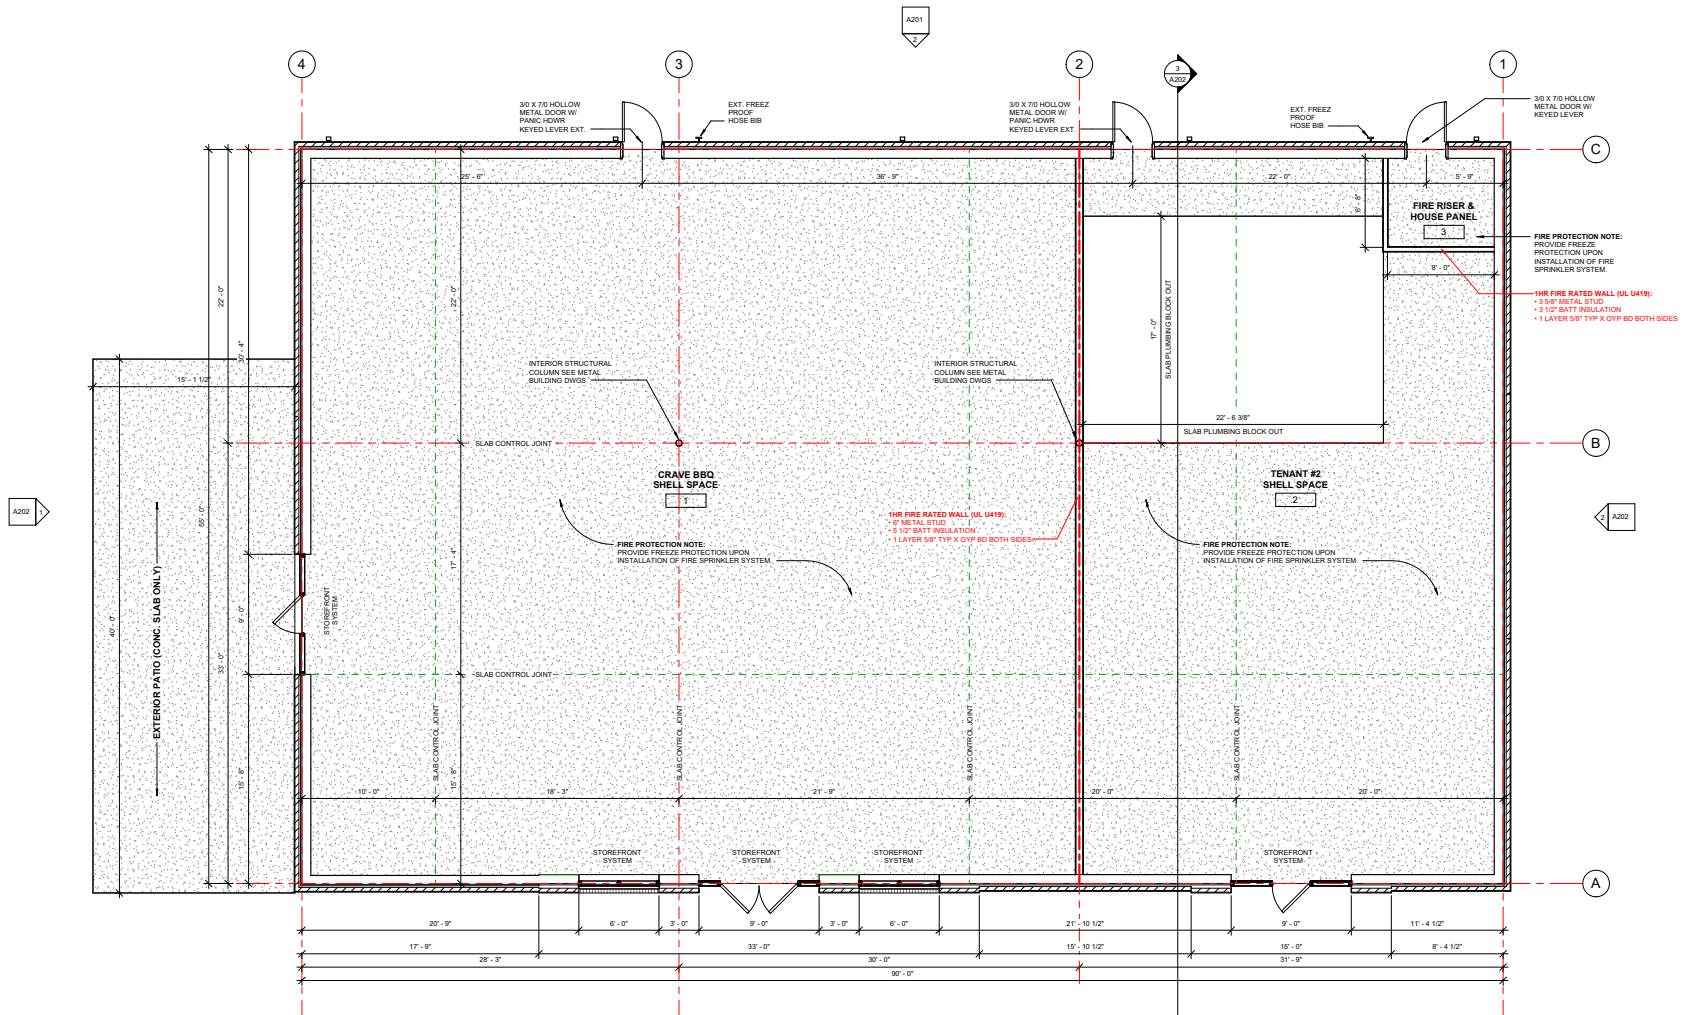 A201
2
4
3
2
3
A202
1
3/0 X 7/0 HOLLOW
METAL DOOR W/
PANIC HDWR
KEYED LEVER EXT.
EXT. FREEZ
PROOF
HOSE BIB
3/0 X 7/0 HOLLOW
METAL DOOR W/
PANIC HDWR
KEYED LEVER EXT.
EXT. FREEZ
PROOF
HOSE BIB
3/0 X 7/0 HOLLOW
METAL DOOR W/
KEYED LEVER
C
25' - 6"
36' - 9"
22' - 0"
5' - 9"
6' - 8"
FIRE RISER &
HOUSE PANEL
3
FIRE PROTECTION NOTE:
PROVIDE FREEZE
PROTECTION UPON
INSTALLATION OF FIRE
SPRINKLER SYSTEM.
8' - 0"
1HR FIRE RATED WALL (UL U419):
• 3 5/8" METAL STUD
• 3 1/2" BATT INSULATION
• 1 LAYER 5/8" TYP X GYP BD BOTH SIDES
22' - 0"
30' - 4"
22' - 0"
17' - 0"
SLAB PLUMBING BLOCK OUT
15' - 1 1/2"
INTERIOR STRUCTURAL
COLUMN SEE METAL
BUILDING DWGS
INTERIOR STRUCTURAL
COLUMN SEE METAL
BUILDING DWGS
22' - 6 3/8"
SLAB PLUMBING BLOCK OUT
SLAB CONTROL JOINT
B
CRAVE BBQ
SHELL SPACE
1
TENANT #2
SHELL SPACE
2
A202
1
2
A202
55' - 0"
1HR FIRE RATED WALL (UL U419):
• 6" METAL STUD
• 5 1/2" BATT INSULATION
• 1 LAYER 5/8" TYP X GYP BD BOTH SIDES
FIRE PROTECTION NOTE:
PROVIDE FREEZE PROTECTION UPON
INSTALLATION OF FIRE SPRINKLER SYSTEM.
FIRE PROTECTION NOTE:
PROVIDE FREEZE PROTECTION UPON
INSTALLATION OF FIRE SPRINKLER SYSTEM.
17' - 4"
40' - 0"
EXTERIOR PATIO (CONC. SLAB ONLY)
9' - 0"
STOREFRONT
SYSTEM
33' - 0"
SLAB CONTROL JOINT
15' - 8"
15' - 8"
SLAB CONTROL JOINT
SLAB CONTROL JOINT
SLAB CONTROL JOINT
SLAB CONTROL JOINT
10' - 0"
18' - 3"
21' - 9"
20' - 0"
20' - 0"
STOREFRONT
SYSTEM
STOREFRONT
SYSTEM
STOREFRONT
SYSTEM
STOREFRONT
SYSTEM
A
20' - 9"
6' - 0"
3' - 0"
9' - 0"
3' - 0"
6' - 0"
21' - 10 1/2"
9' - 0"
11' - 4 1/2"
17' - 9"
33' - 0"
15' - 10 1/2"
15' - 0"
8' - 4 1/2"
28' - 3"
30' - 0"
31' - 9"
90' - 0"